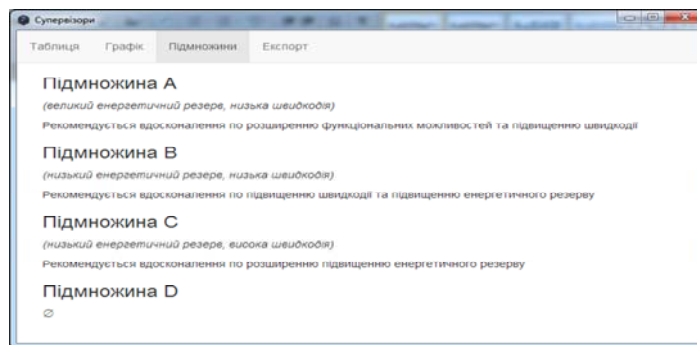 Супервізори
Таблиця Графік Підмножини Експорт
Підмножина A
(великий енергетичний резерв, низька швидкодія)
Рекомендується вдосконалення по розширенню функціональних можливостей та підвищенню швидкодії
Підмножина B
(низький енергетичний резерв, низька швидкодія)
Рекомендується вдосконалення по підвищенню швидкодії та підвищенню енергетичного резерву
Підмножина C
(низький енергетичний резерв, висока швидкодія)
Рекомендується вдосконалення по розширенню підвищенню енергетичного резерву
Підмножина D
∅